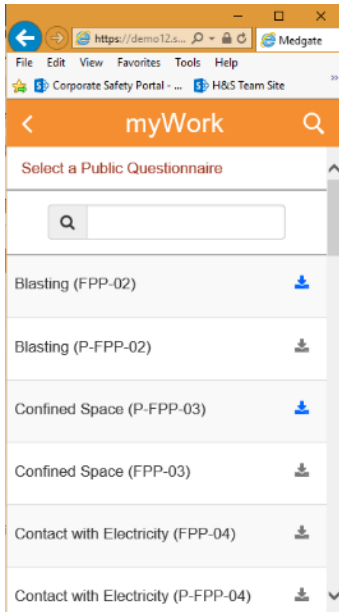 https://demo12.s...
Medgate
File Edit View Favorites Tools Help
Corporate Safety Portal - ... H&S Team Site
myWork
Select a Public Questionnaire
Blasting (FPP-02)
Blasting (P-FPP-02)
Confined Space (P-FPP-03)
Confined Space (FPP-03)
Contact with Electricity (FPP-04)
Contact with Electricity (P-FPP-04)